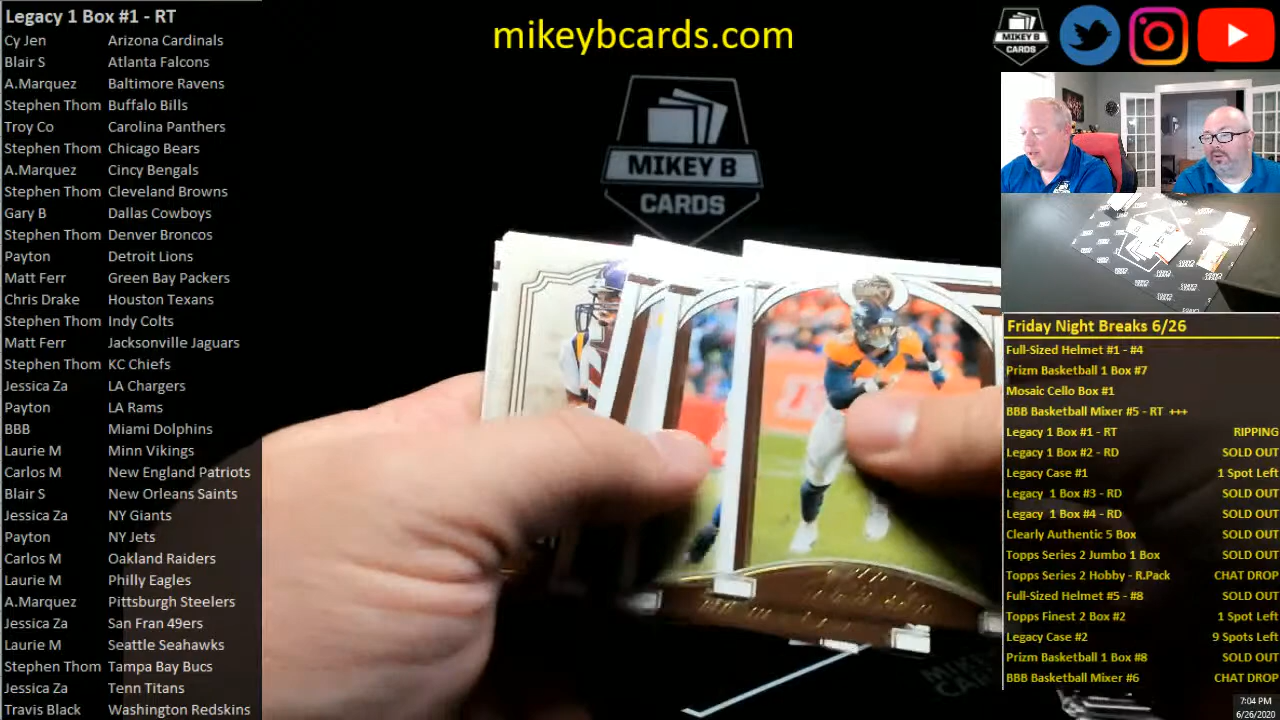 Legacy 1 Box #1 - RT
Cy Jen Arizona Cardinals
Blair S Atlanta Falcons
A.Marquez Baltimore Ravens
Stephen Thom Buffalo Bills
Troy Co Carolina Panthers
Stephen Thom Chicago Bears
A.Marquez Cincy Bengals
Stephen Thom Cleveland Browns
Gary B Dallas Cowboys
Stephen Thom Denver Broncos
Payton Detroit Lions
Matt Ferr Green Bay Packers
Chris Drake Houston Texans
Stephen Thom Indy Colts
Matt Ferr Jacksonville Jaguars
Stephen Thom KC Chiefs
Jessica Za LA Chargers
Payton LA Rams
BBB Miami Dolphins
Laurie M Minn Vikings
Carlos M New England Patriots
Blair S New Orleans Saints
Jessica Za NY Giants
Payton NY Jets
Carlos M Oakland Raiders
Laurie M Philly Eagles
A.Marquez Pittsburgh Steelers
Jessica Za San Fran 49ers
Laurie M Seattle Seahawks
Stephen Thom Tampa Bay Bucs
Jessica Za Tenn Titans
Travis Black Washington Redskins
mikeybcards.com
MIKEY B
CARDS
MIKEY B
CARDS
Friday Night Breaks 6/26
Full-Sized Helmet #1 - #4
Prizm Basketball 1 Box #7
Mosaic Cello Box #1
BBB Basketball Mixer #5 - RT +++
Legacy 1 Box #1 - RT RIPPING
Legacy 1 Box #2 - RD SOLD OUT
Legacy Case #1 1 Spot Left
Legacy 1 Box #3 - RD SOLD OUT
Legacy 1 Box #4 - RD SOLD OUT
Clearly Authentic 5 Box SOLD OUT
Topps Series 2 Jumbo 1 Box SOLD OUT
Topps Series 2 Hobby - R.Pack CHAT DROP
Full-Sized Helmet #5 - #8 SOLD OUT
Topps Finest 2 Box #2 1 Spot Left
Legacy Case #2 9 Spots Left
Prizm Basketball 1 Box #8 SOLD OUT
BBB Basketball Mixer #6 CHAT DROP
7:04 PM
6/26/2020